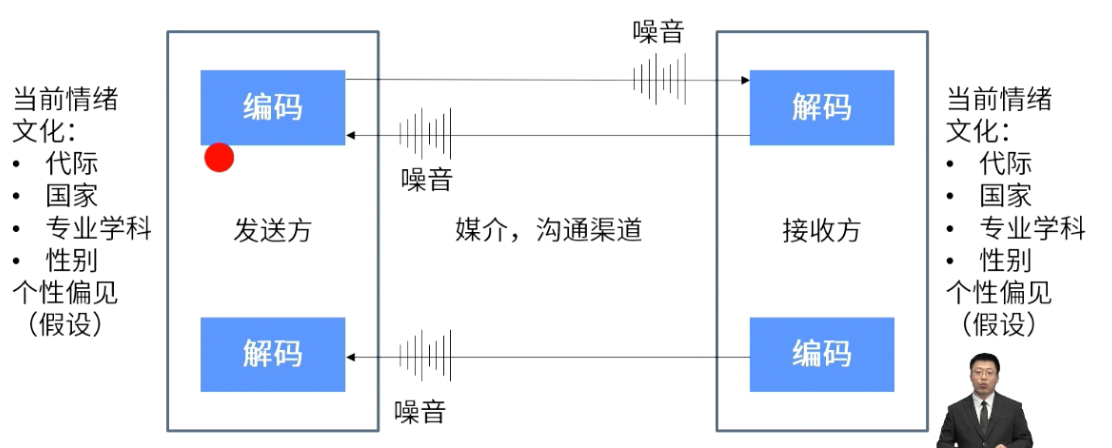 噪音
编码
解码
噪音
当前情绪
文化：
• 代际
• 国家
• 专业学科
• 性别
个性偏见
（假设）
发送方
媒介，沟通渠道
接收方
当前情绪
文化：
• 代际
• 国家
• 专业学科
• 性别
个性偏见
（假设）
解码
编码
噪音